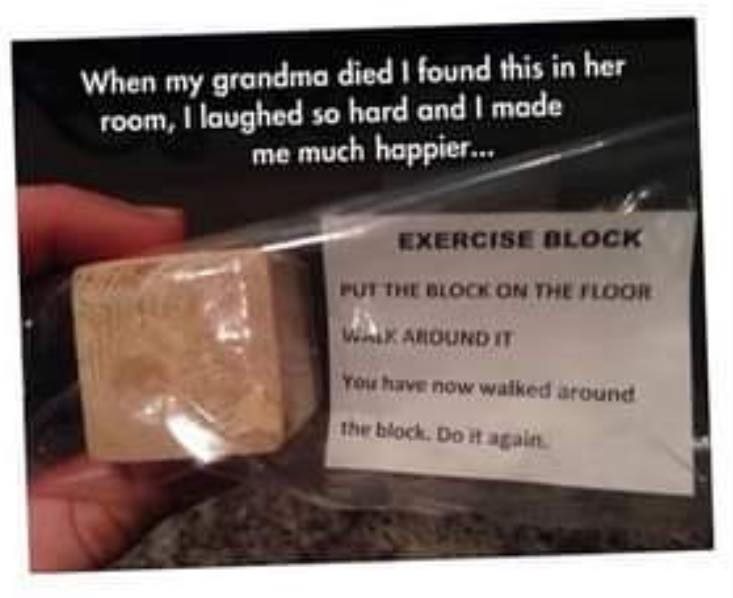 When my grandma died I found this in her
room, I laughed so hard and I made
me much happier...
EXERCISE BLOCK
PUT THE BLOCK ON THE FLOOR
WALK AROUND IT
You have now walked around
the block. Do it again.